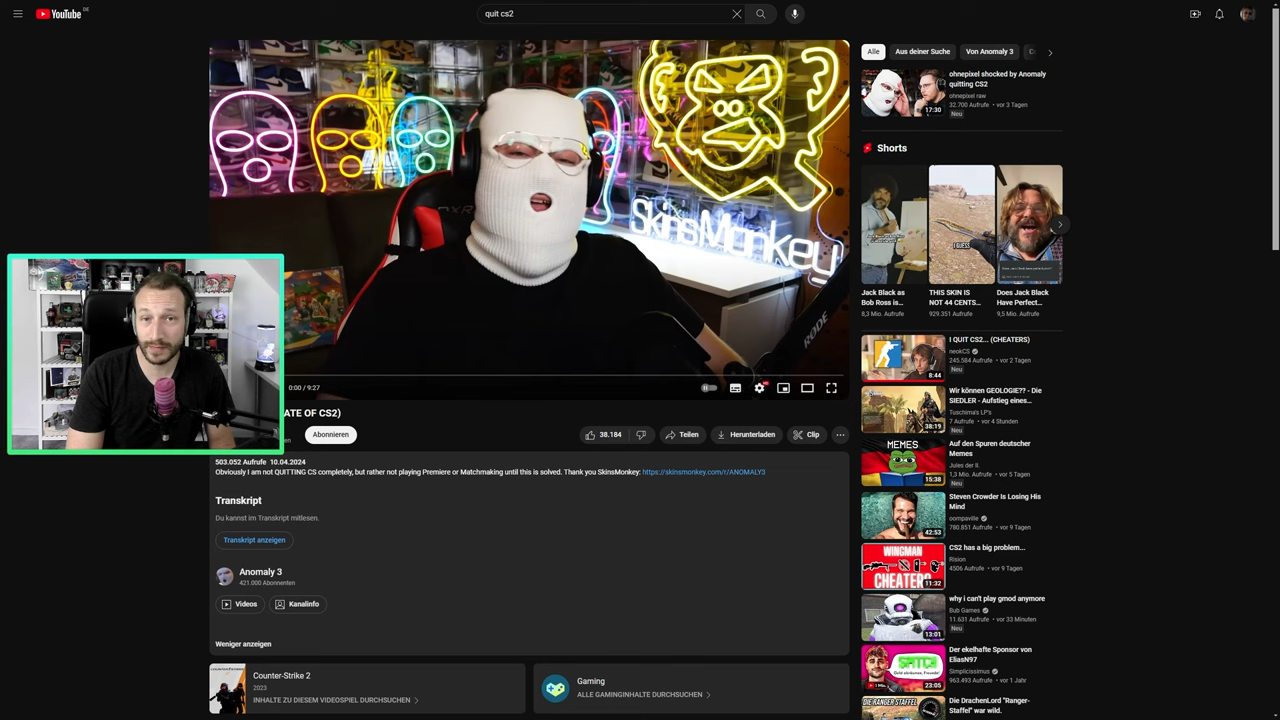 YouTube DE
quit cs2
SkinsMonkey
RODE
0:00 / 9:27
ATE OF CS2)
Abonnieren
38.184
Teilen
Herunterladen
Clip
503.052 Aufrufe 10.04.2024
Obviously I am not QUITTING CS completely, but rather not playing Premiere or Matchmaking until this is solved. Thank you SkinsMonkey: https://skinsmonkey.com/r/ANOMALY3
Transkript
Du kannst im Transkript mitlesen.
Transkript anzeigen
Anomaly 3
421.000 Abonnenten
Videos
Kanalinfo
Weniger anzeigen
Counter-Strike 2
2023
INHALTE ZU DIESEM VIDEOSPIEL DURCHSUCHEN
Gaming
ALLE GAMINGINHALTE DURCHSUCHEN
Alle
Aus deiner Suche
Von Anomaly 3
17:30
ohnepixel shocked by Anomaly
quitting CS2
ohnepixel raw
32.700 Aufrufe • vor 3 Tagen
Neu
Shorts
I GUESS
Jack Black as
Bob Ross is...
8,3 Mio. Aufrufe
THIS SKIN IS
NOT 44 CENTS...
929.351 Aufrufe
Does Jack Black
Have Perfect...
9,5 Mio. Aufrufe
8:44
I QUIT CS2... (CHEATERS)
neokCS
245.584 Aufrufe • vor 2 Tagen
Neu
38:19
Wir können GEOLOGIE?? - Die
SIEDLER - Aufstieg eines...
Tuschima's LP's
7 Aufrufe • vor 4 Stunden
Neu
MEMES
15:38
Auf den Spuren deutscher
Memes
Jules der II.
1,3 Mio. Aufrufe • vor 5 Tagen
Neu
42:53
Steven Crowder Is Losing His
Mind
oompaville
780.851 Aufrufe • vor 9 Tagen
WINGMAN
CHEATERS
11:32
CS2 has a big problem...
Rision
4506 Aufrufe • vor 9 Tagen
13:01
why i can't play gmod anymore
Bub Games
11.631 Aufrufe • vor 33 Minuten
Neu
23:05
Der ekelhafte Sponsor von
EliasN97
Simplicissimus
963.493 Aufrufe • vor 1 Jahr
DIE RANGER-
STAFFEL
Die DrachenLord "Ranger-
Staffel" war wild.